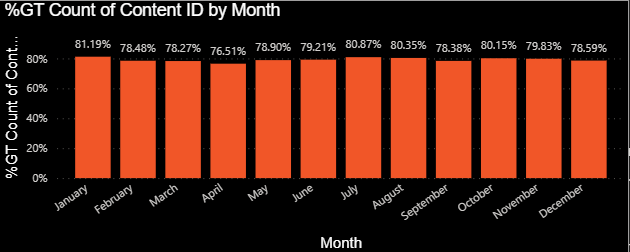 %GT Count of Content ID by Month
%GT Count of Cont...
81.19% 78.48% 78.27% 76.51% 78.90% 79.21% 80.87% 80.35% 78.38% 80.15% 79.83% 78.59%
80%
60%
40%
20%
0%
January February March April May June July August September October November December
Month